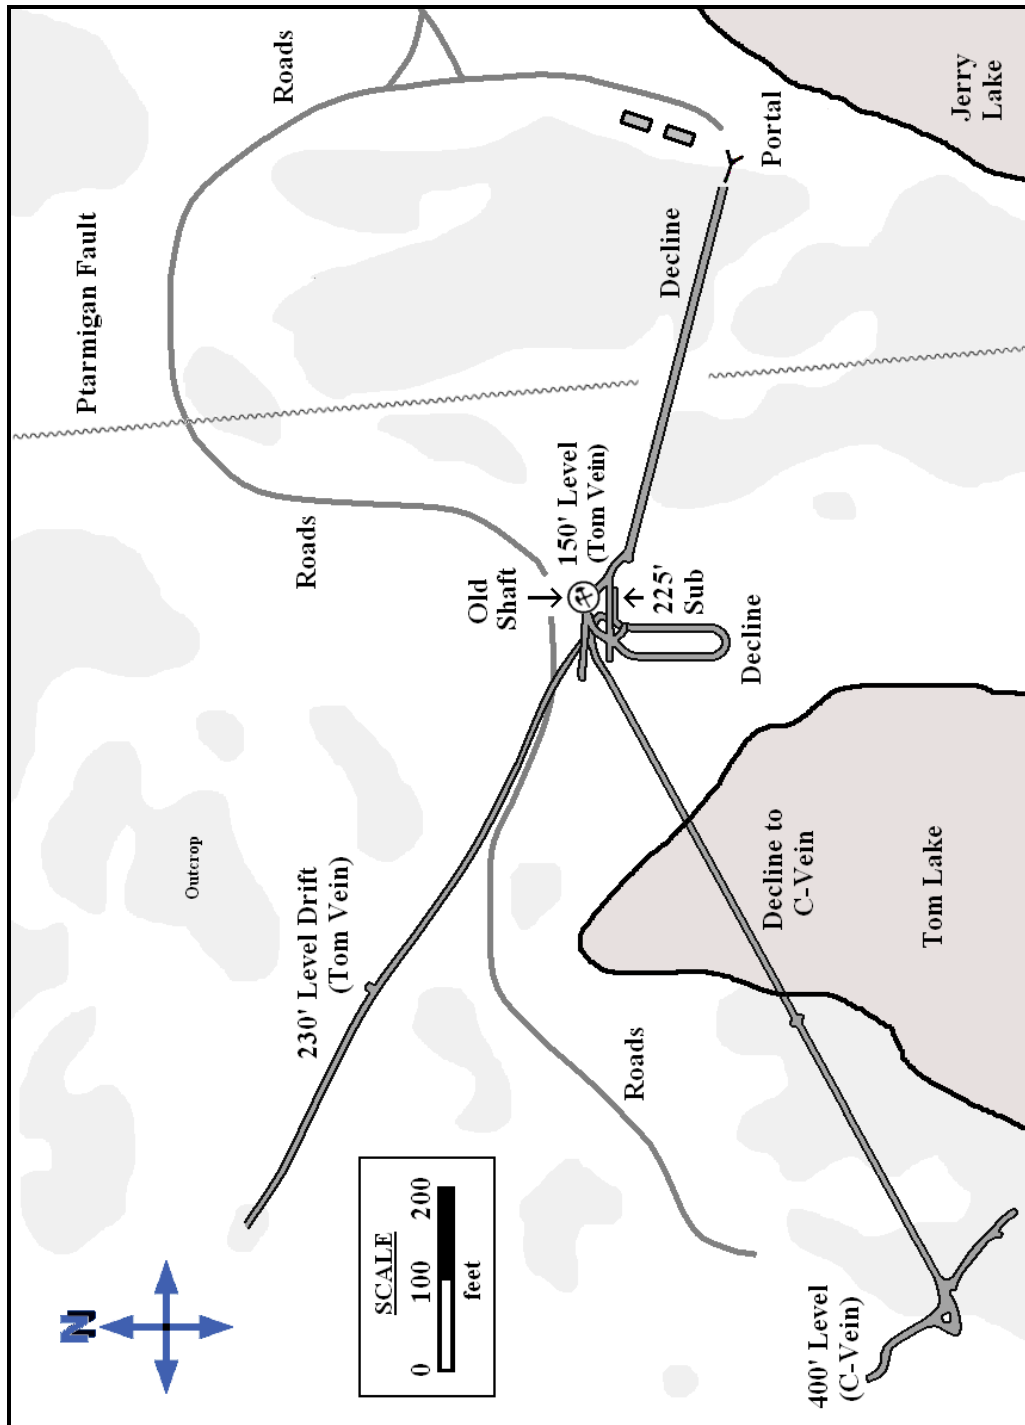 N
Ptarmigan Fault
Roads
Jerry
Lake
Portal
Decline
Roads
150' Level
(Tom Vein)
Old
Shaft
225'
Sub
Decline
Outcrop
230' Level Drift
(Tom Vein)
Decline to
C-Vein
Tom Lake
Roads
SCALE
0 100 200
feet
400' Level
(C-Vein)